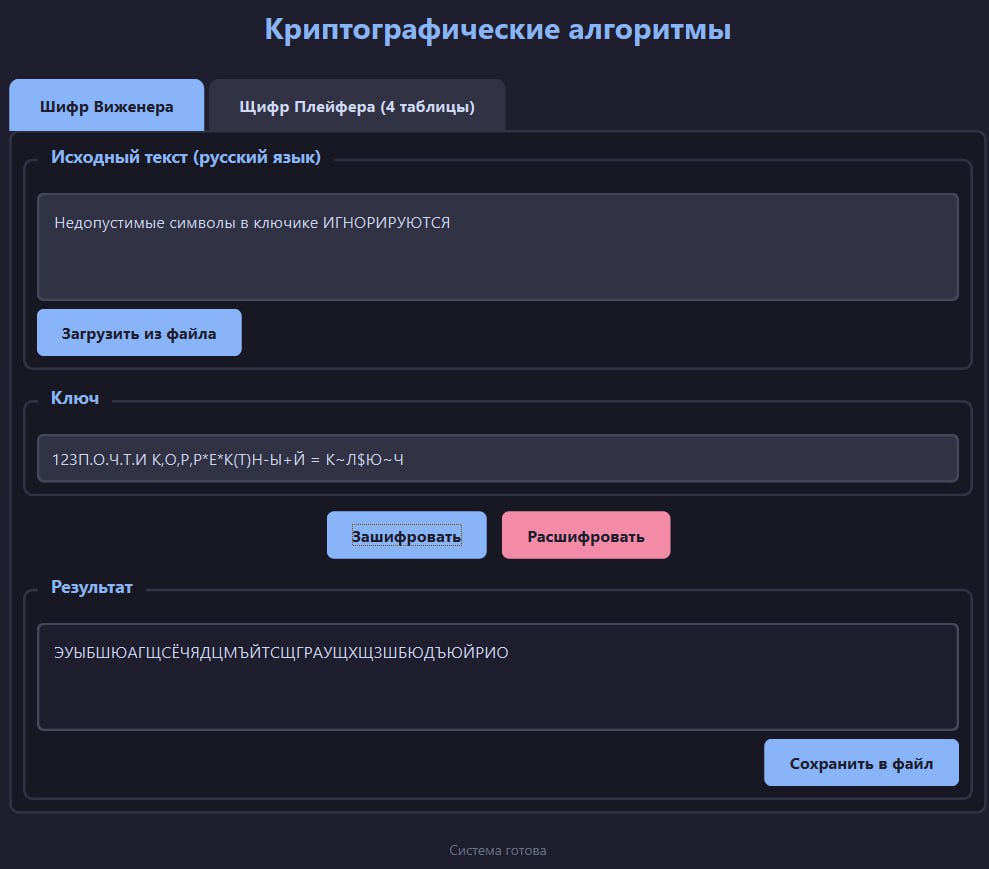 Криптографические алгоритмы
Шифр Виженера
Щифр Плейфера (4 таблицы)
Исходный текст (русский язык)
Недопустимые символы в ключике ИГНОРИРУЮТСЯ
Загрузить из файла
Ключ
123П.О.Ч.Т.И К,О,Р,Р*Е*К(Т)Н-Ы+Й = К~Л$Ю~Ч
Зашифровать
Расшифровать
Результат
ЭУЫБШЮАГЩСЁЧЯДЦМЪЙТСЩГРАУЩХЩЗШБЮДЪЮЙРИО
Сохранить в файл
Система готова